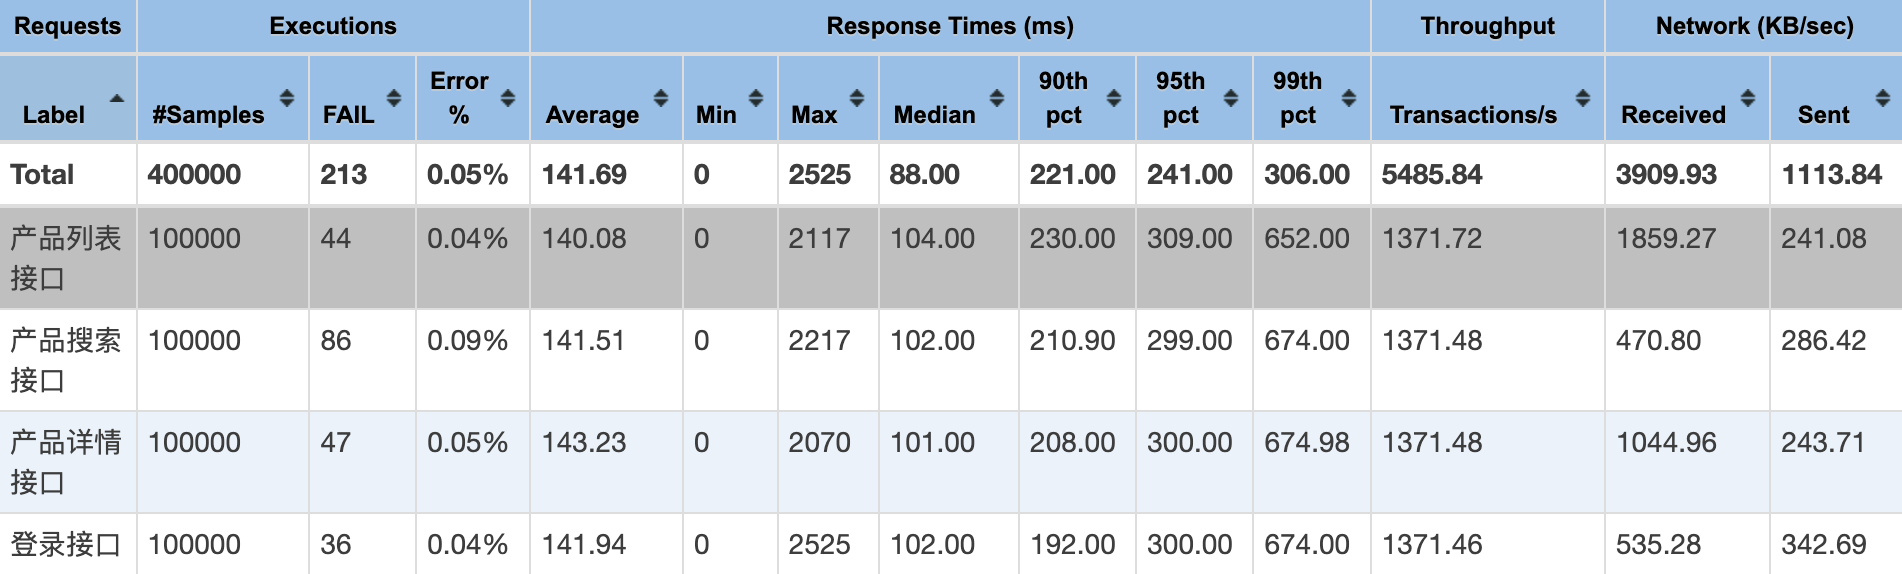 Requests Executions Response Times (ms) Throughput Network (KB/sec)
Label #Samples FAIL Error % Average Min Max Median 90th pct 95th pct 99th pct Transactions/s Received Sent
Total 400000 213 0.05% 141.69 0 2525 88.00 221.00 241.00 306.00 5485.84 3909.93 1113.84
产品列表接口 100000 44 0.04% 140.08 0 2117 104.00 230.00 309.00 652.00 1371.72 1859.27 241.08
产品搜索接口 100000 86 0.09% 141.51 0 2217 102.00 210.90 299.00 674.00 1371.48 470.80 286.42
产品详情接口 100000 47 0.05% 143.23 0 2070 101.00 208.00 300.00 674.98 1371.48 1044.96 243.71
登录接口 100000 36 0.04% 141.94 0 2525 102.00 192.00 300.00 674.00 1371.46 535.28 342.69